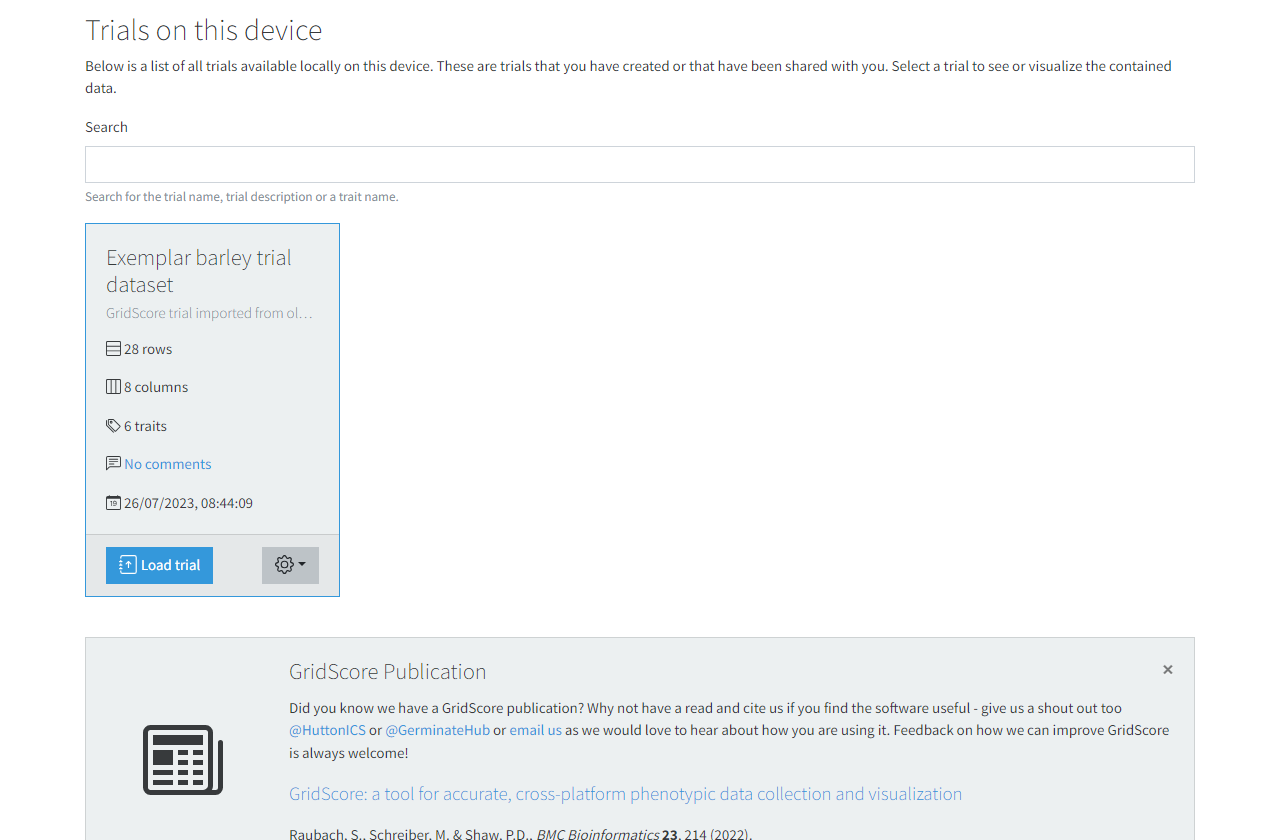 Trials on this device
Below is a list of all trials available locally on this device. These are trials that you have created or that have been shared with you. Select a trial to see or visualize the contained
data.
Search
Search for the trial name, trial description or a trait name.
Exemplar barley trial
dataset
GridScore trial imported from ol…
28 rows
8 columns
6 traits
No comments
19 26/07/2023, 08:44:09
Load trial
GridScore Publication
×
Did you know we have a GridScore publication? Why not have a read and cite us if you find the software useful - give us a shout out too
@HuttonICS or @GerminateHub or email us as we would love to hear about how you are using it. Feedback on how we can improve GridScore
is always welcome!
GridScore: a tool for accurate, cross-platform phenotypic data collection and visualization
Raubach, S., Schreiber, M. & Shaw, P.D., BMC Bioinformatics 23, 214 (2022).